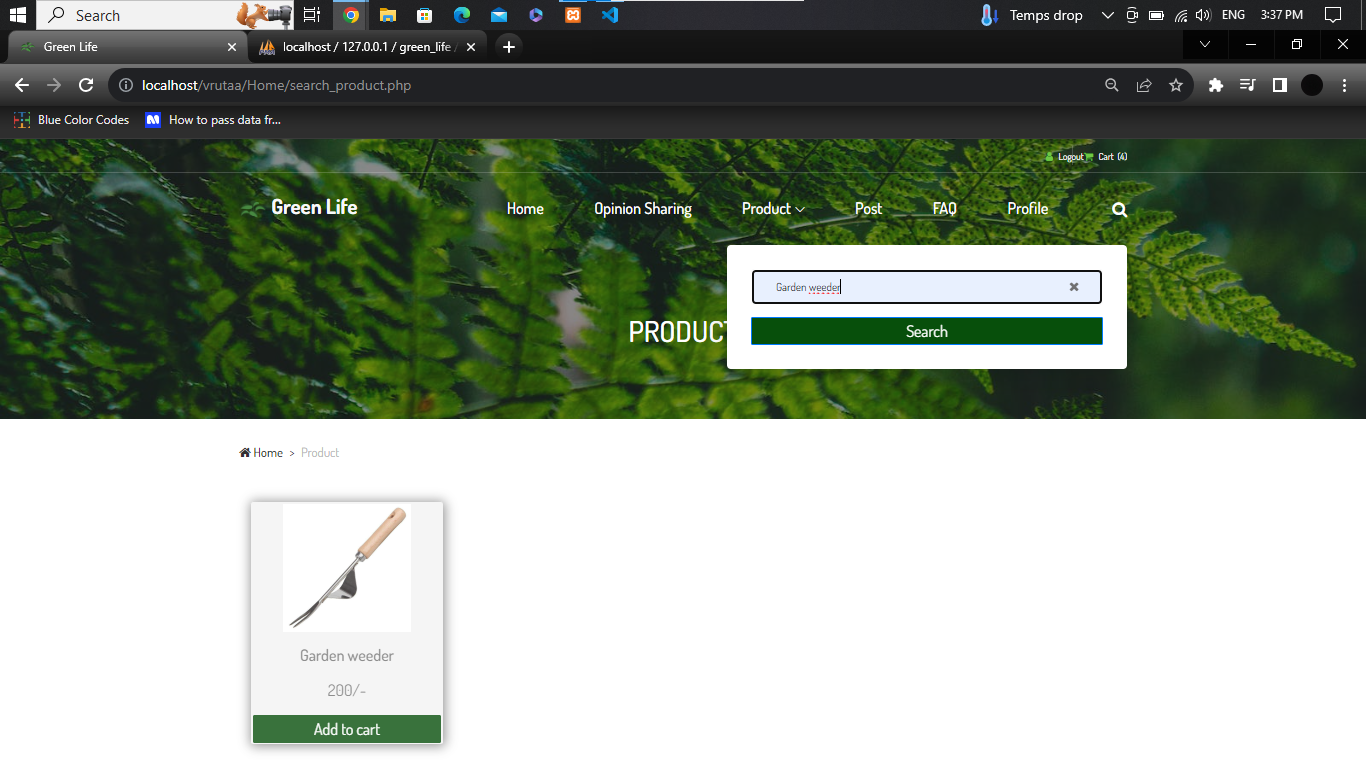 Search
Temps drop
ENG
3:37 PM
Green Life
localhost / 127.0.0.1 / green_life
localhost/vrutaa/Home/search_product.php
Blue Color Codes
How to pass data fr...
Logout Cart (4)
Green Life
Home
Opinion Sharing
Product
Post
FAQ
Profile
Garden weeder
Search
PRODUCT
Home > Product
Garden weeder
200/-
Add to cart